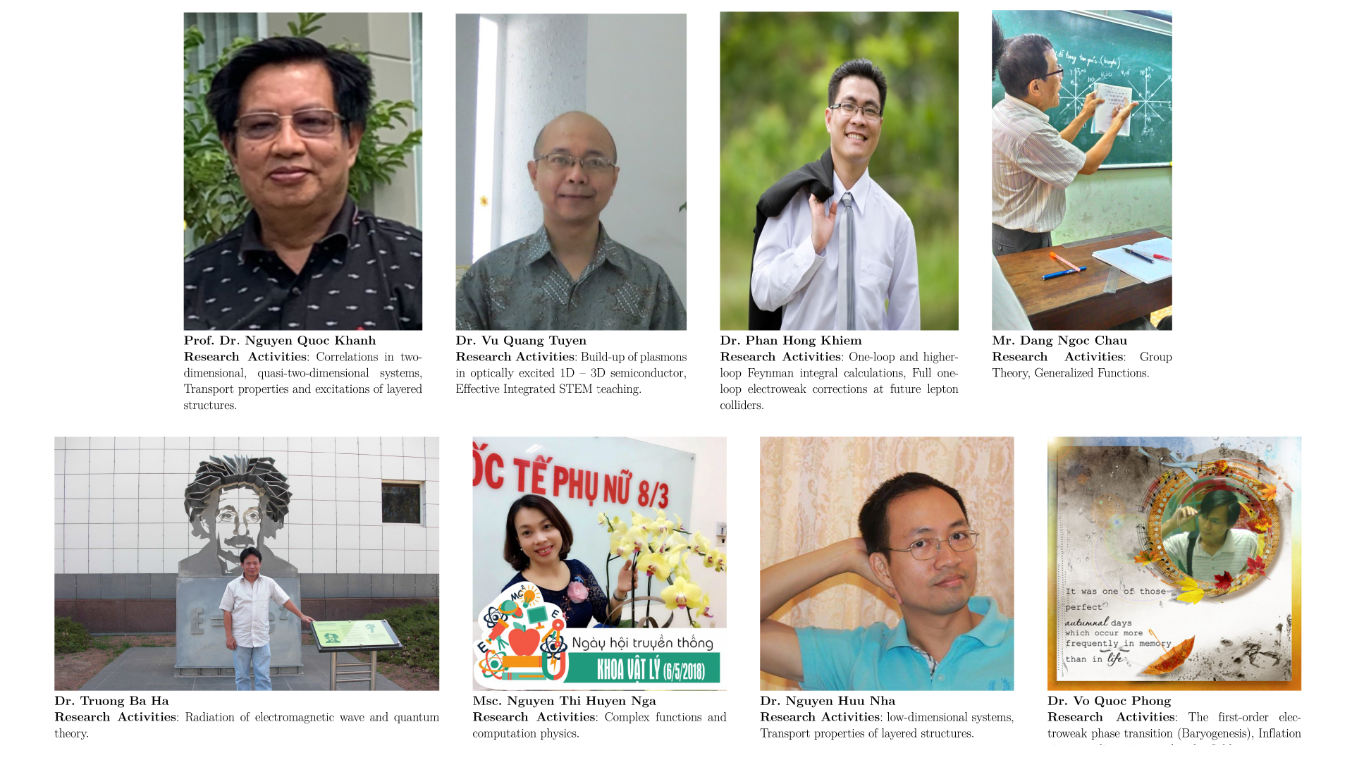 Prof. Dr. Nguyen Quoc Khanh
Research Activities: Correlations in two-
dimensional, quasi-two-dimensional systems,
Transport properties and excitations of layered
structures.
Dr. Vu Quang Tuyen
Research Activities: Build-up of plasmons
in optically excited 1D – 3D semiconductor,
Effective Integrated STEM teaching.
Dr. Phan Hong Khiem
Research Activities: One-loop and higher-
loop Feynman integral calculations, Full one-
loop electroweak corrections at future lepton
colliders.
Mr. Dang Ngoc Chau
Research Activities: Group
Theory, Generalized Functions.
ỐC TẾ PHỤ NỮ 8/3
Ngày hội truyền thống
KHOA VẬT LÝ (6/5/2018)
It was one of those
perfect
autumnal days
which occur more
frequently in memory
than in life
Dr. Truong Ba Ha
Research Activities: Radiation of electromagnetic wave and quantum
theory.
Msc. Nguyen Thi Huyen Nga
Research Activities: Complex functions and
computation physics.
Dr. Nguyen Huu Nha
Research Activities: low-dimensional systems,
Transport properties of layered structures.
Dr. Vo Quoc Phong
Research Activities: The first-order elec-
troweak phase transition (Baryogenesis), Inflation